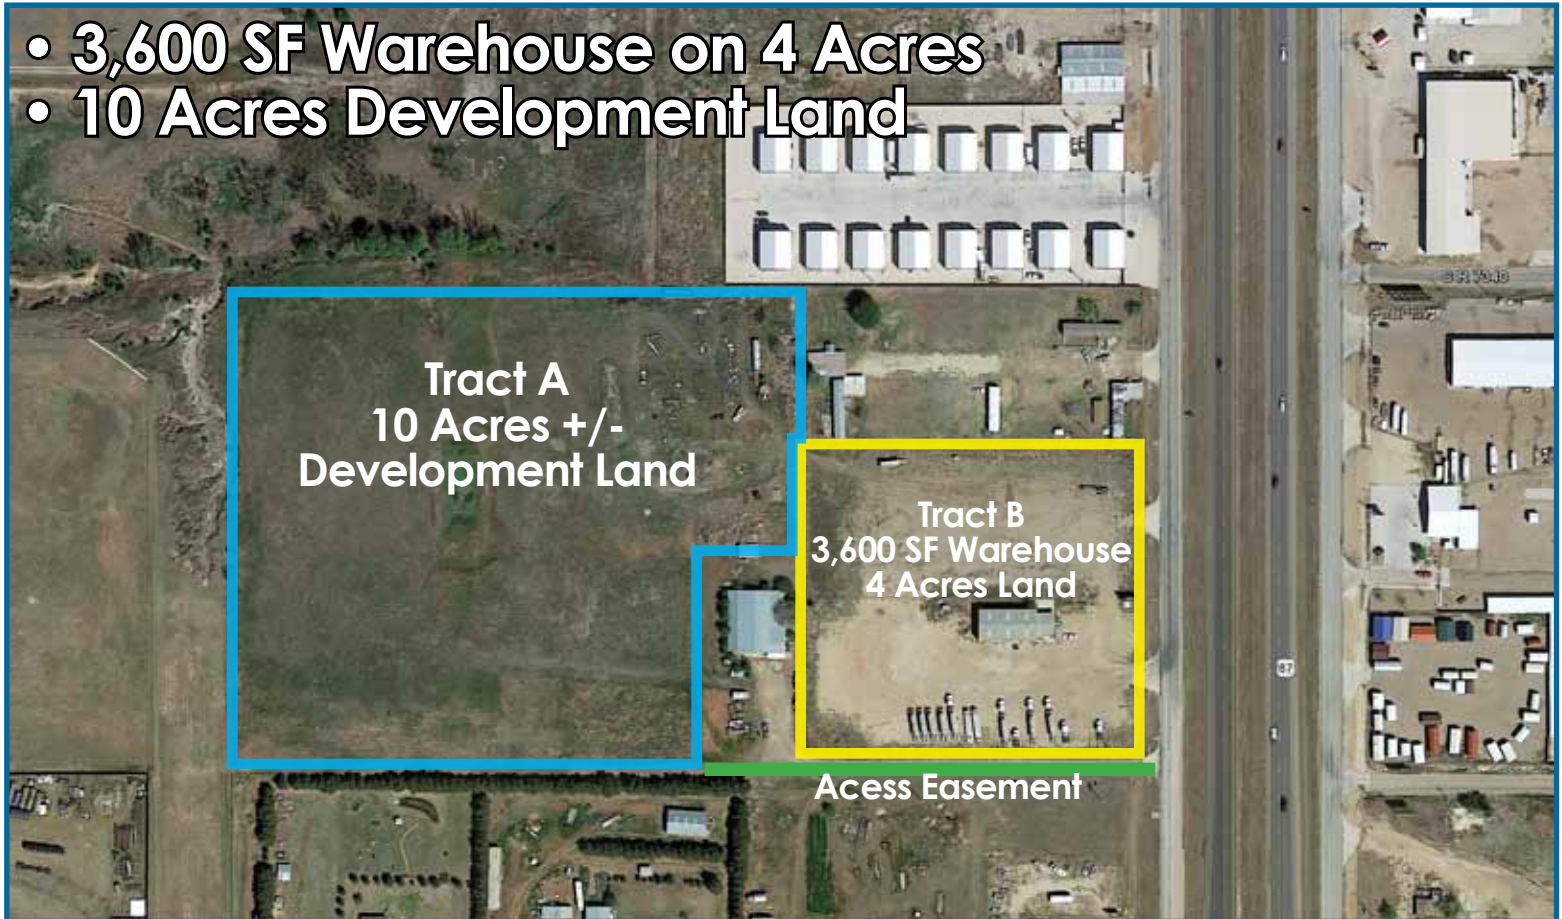 • 3,600 SF Warehouse on 4 Acres
• 10 Acres Development Land
Tract A
10 Acres +/-
Development Land
Tract B
3,600 SF Warehouse
4 Acres Land
Acess Easement
87